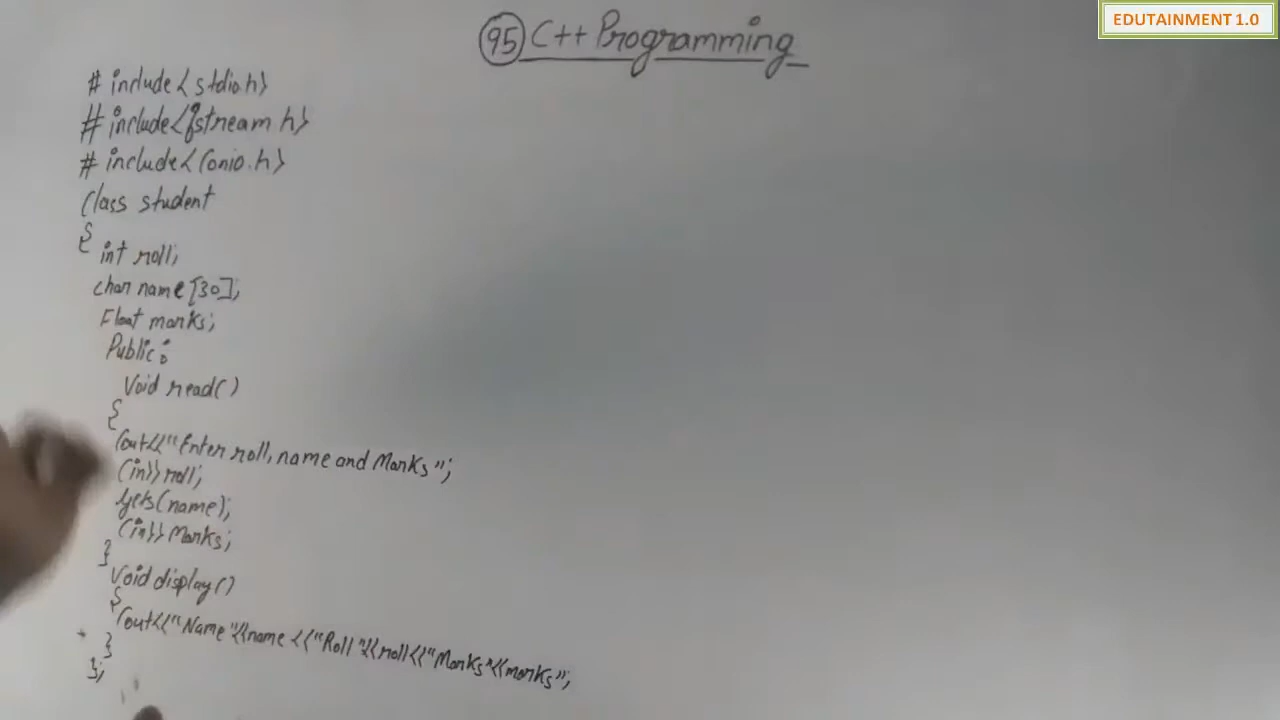 EDUTAINMENT 1.0
95 C++ Programming
# include<stdio.h>
# include<fstream.h>
# include<conio.h>
Class student
{
int roll;
char name[30];
Float marks;
Public:
Void read()
{
Cout<<"Enter roll, name and Marks";
Cin>>roll;
gets(name);
Cin>>Marks;
}
Void display()
{
Cout<<"Name"<<name<<"Roll"<<roll<<"Marks"<<marks";
}
};